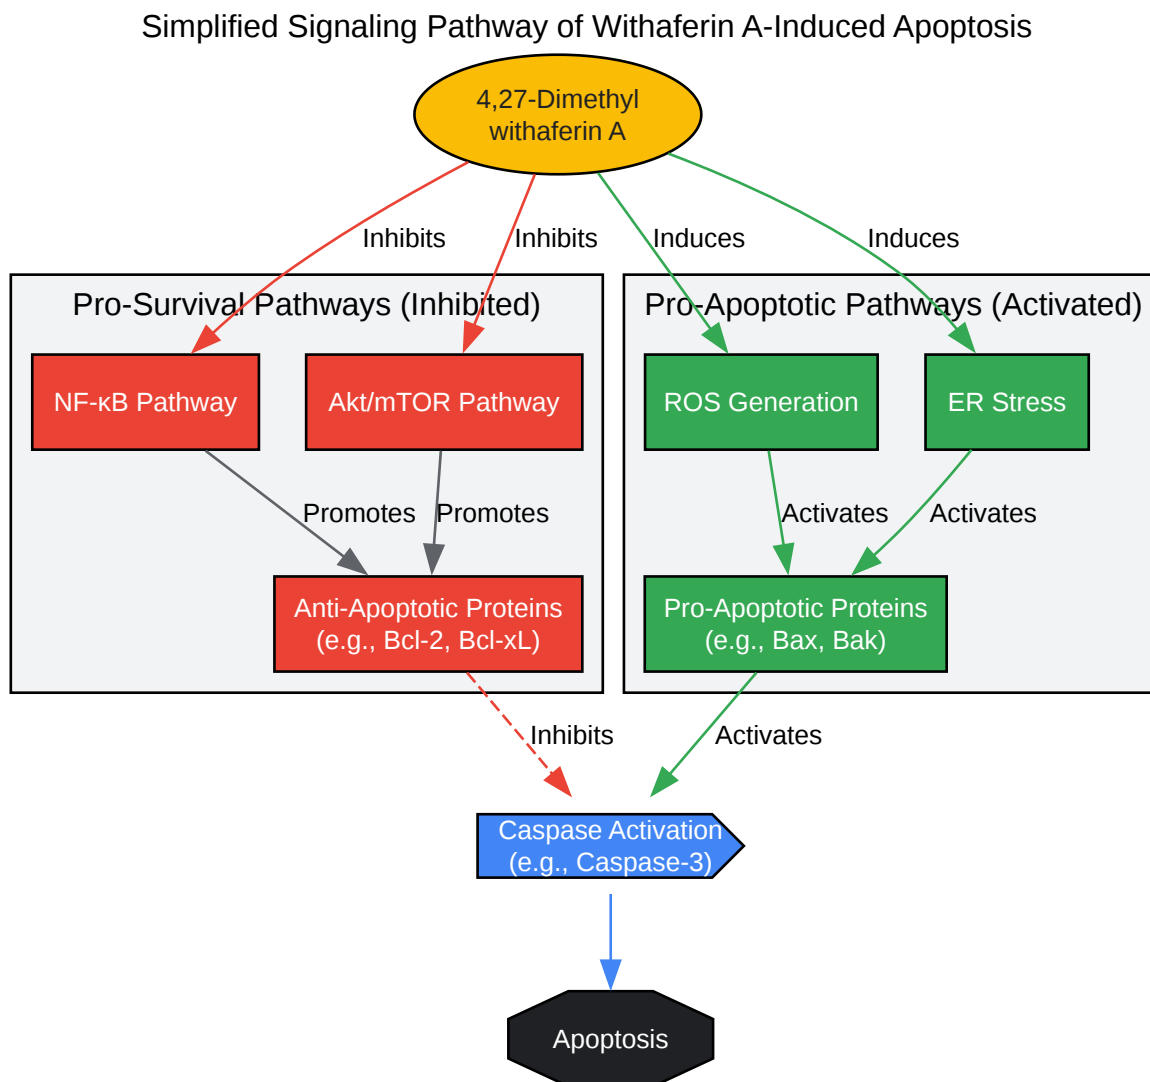 Simplified Signaling Pathway of Withaferin A-Induced Apoptosis
4,27-Dimethyl
withaferin A
Inhibits
Inhibits
Induces
Induces
Pro-Survival Pathways (Inhibited)
Pro-Apoptotic Pathways (Activated)
NF-κB Pathway
Akt/mTOR Pathway
ROS Generation
ER Stress
Promotes
Promotes
Activates
Activates
Anti-Apoptotic Proteins
(e.g., Bcl-2, Bcl-xL)
Pro-Apoptotic Proteins
(e.g., Bax, Bak)
Inhibits
Activates
Caspase Activation
(e.g., Caspase-3)
Apoptosis